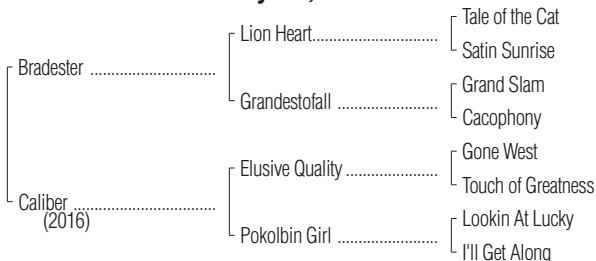 Tale of the Cat
Lion Heart
Satin Sunrise
Bradester
Grand Slam
Grandestofall
Cacophony
Gone West
Elusive Quality
Touch of Greatness
Caliber
(2016)
Lookin At Lucky
Pokolbin Girl
I'll Get Along